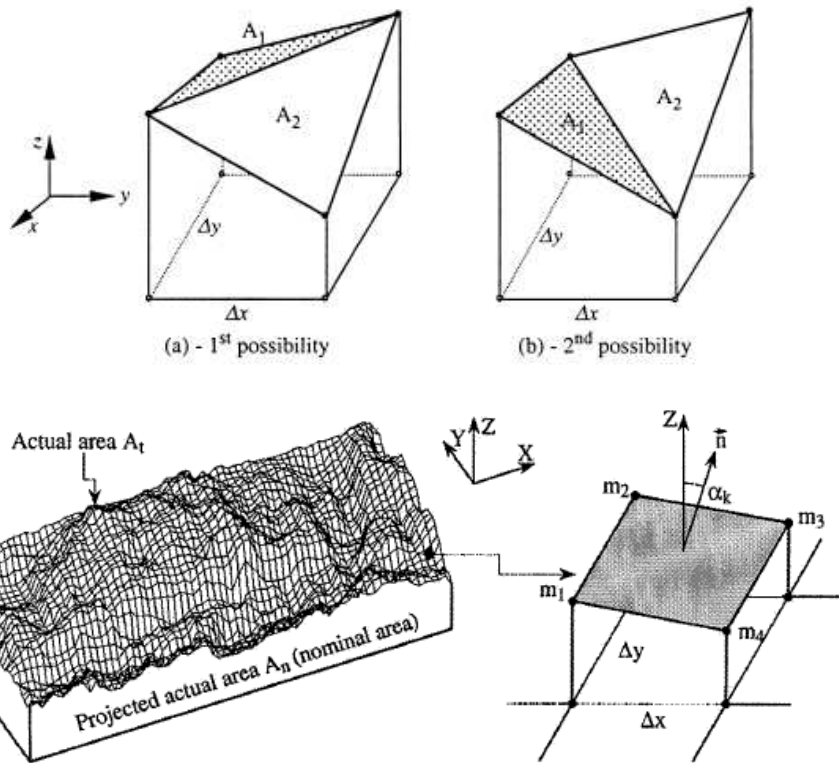 A₁
A₂
z
y
x
Δy
Δx
(a) - 1st possibility
A₁
A₂
Δy
Δx
(b) - 2nd possibility
Actual area Aₜ
Projected actual area Aₙ (nominal area)
Y
Z
X
Z
n⃗
αₖ
m₂
m₃
m₁
m₄
Δy
Δx